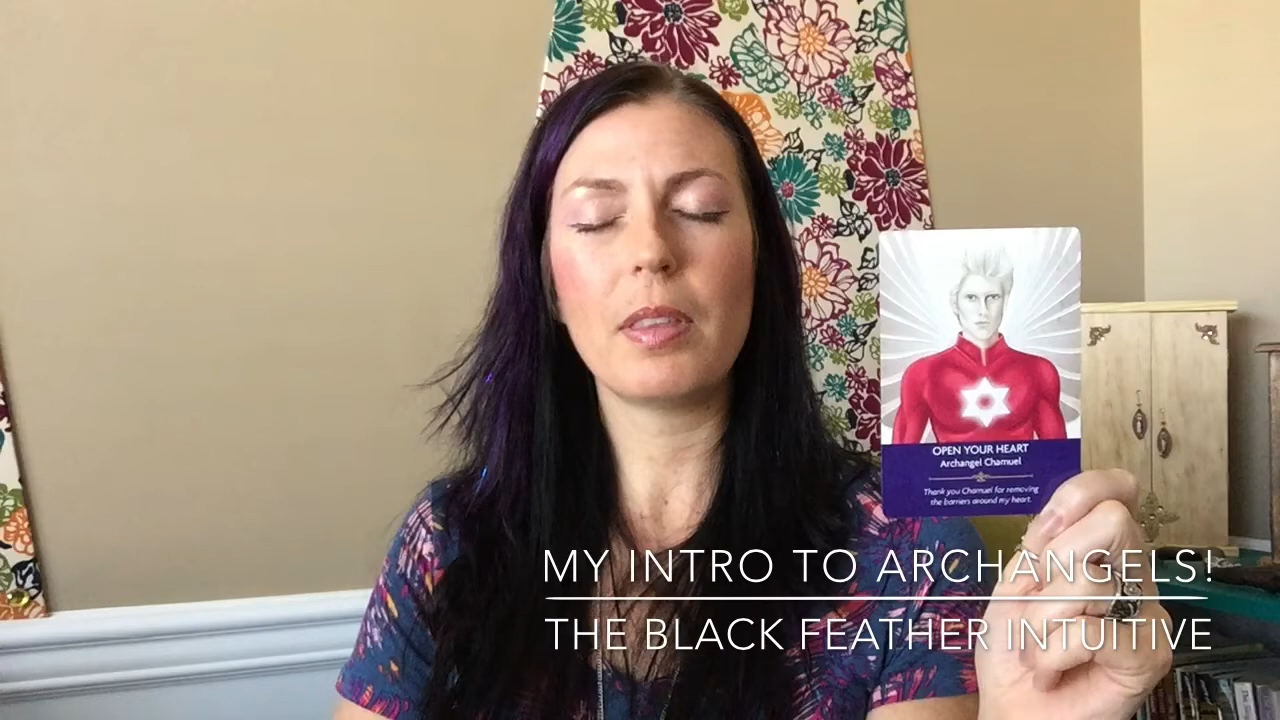 OPEN YOUR HEART
Archangel Chamuel
Thank you Chamuel for removing
the barriers around my heart.
MY INTRO TO ARCHANGELS!
THE BLACK FEATHER INTUITIVE